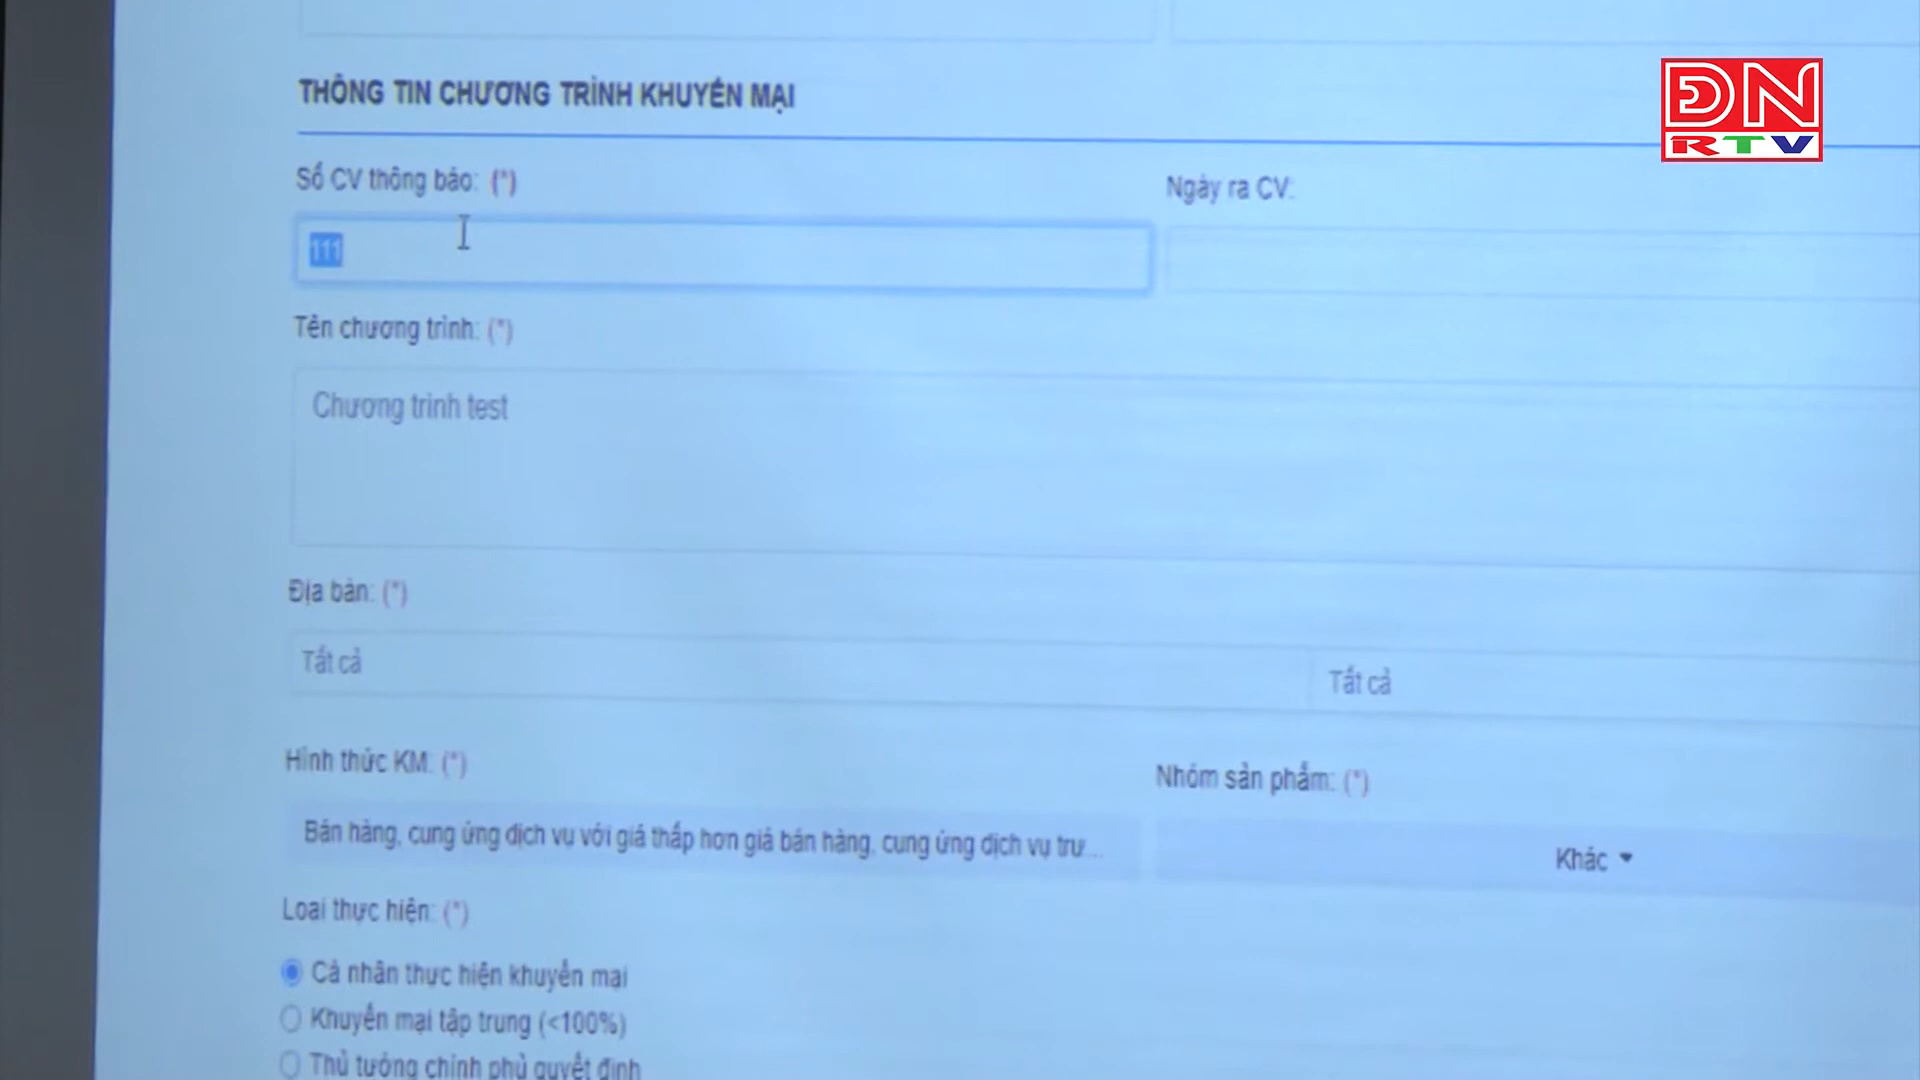 THÔNG TIN CHƯƠNG TRÌNH KHUYẾN MẠI
ĐN
RTV
Số CV thông báo: (*)
Ngày ra CV:
111
Tên chương trình: (*)
Chương trình test
Địa bàn: (*)
Tất cả
Tất cả
Hình thức KM: (*)
Nhóm sản phẩm: (*)
Bán hàng, cung ứng dịch vụ với giá thấp hơn giá bán hàng, cung ứng dịch vụ trư...
Khác
Loại thực hiện: (*)
Cá nhân thực hiện khuyến mại
Khuyến mại tập trung (<100%)
Thủ tướng chính phủ quyết định